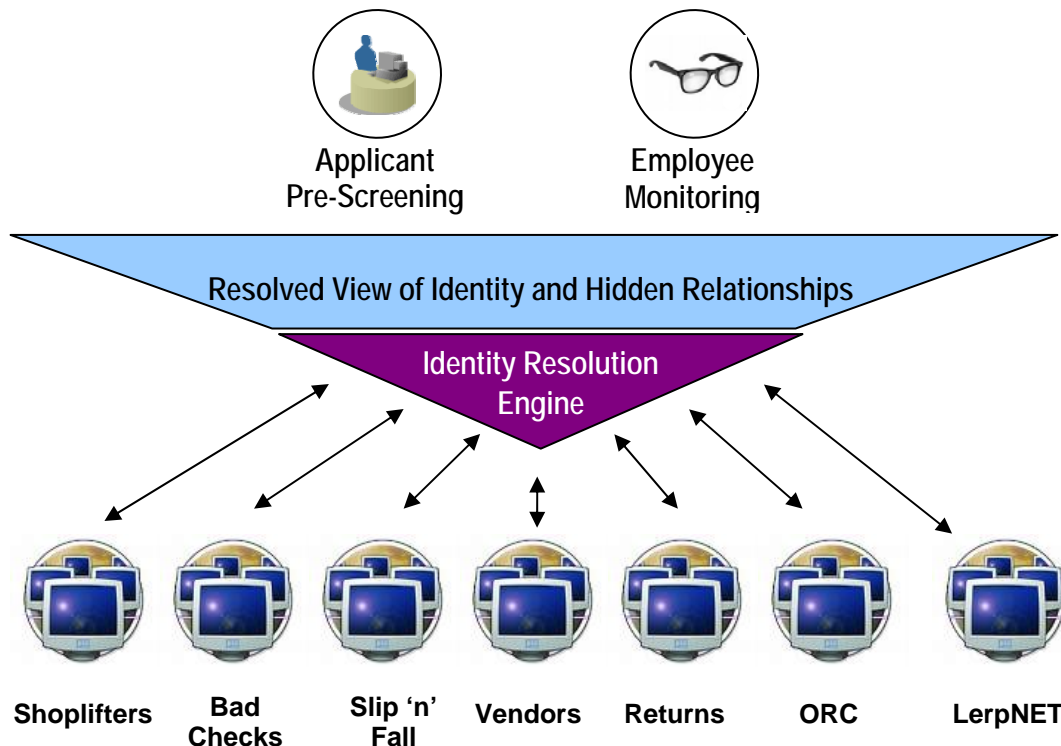 Applicant
Pre-Screening
Employee
Monitoring
Resolved View of Identity and Hidden Relationships
Identity Resolution
Engine
Shoplifters
Bad
Checks
Slip ‘n’
Fall
Vendors
Returns
ORC
LerpNET